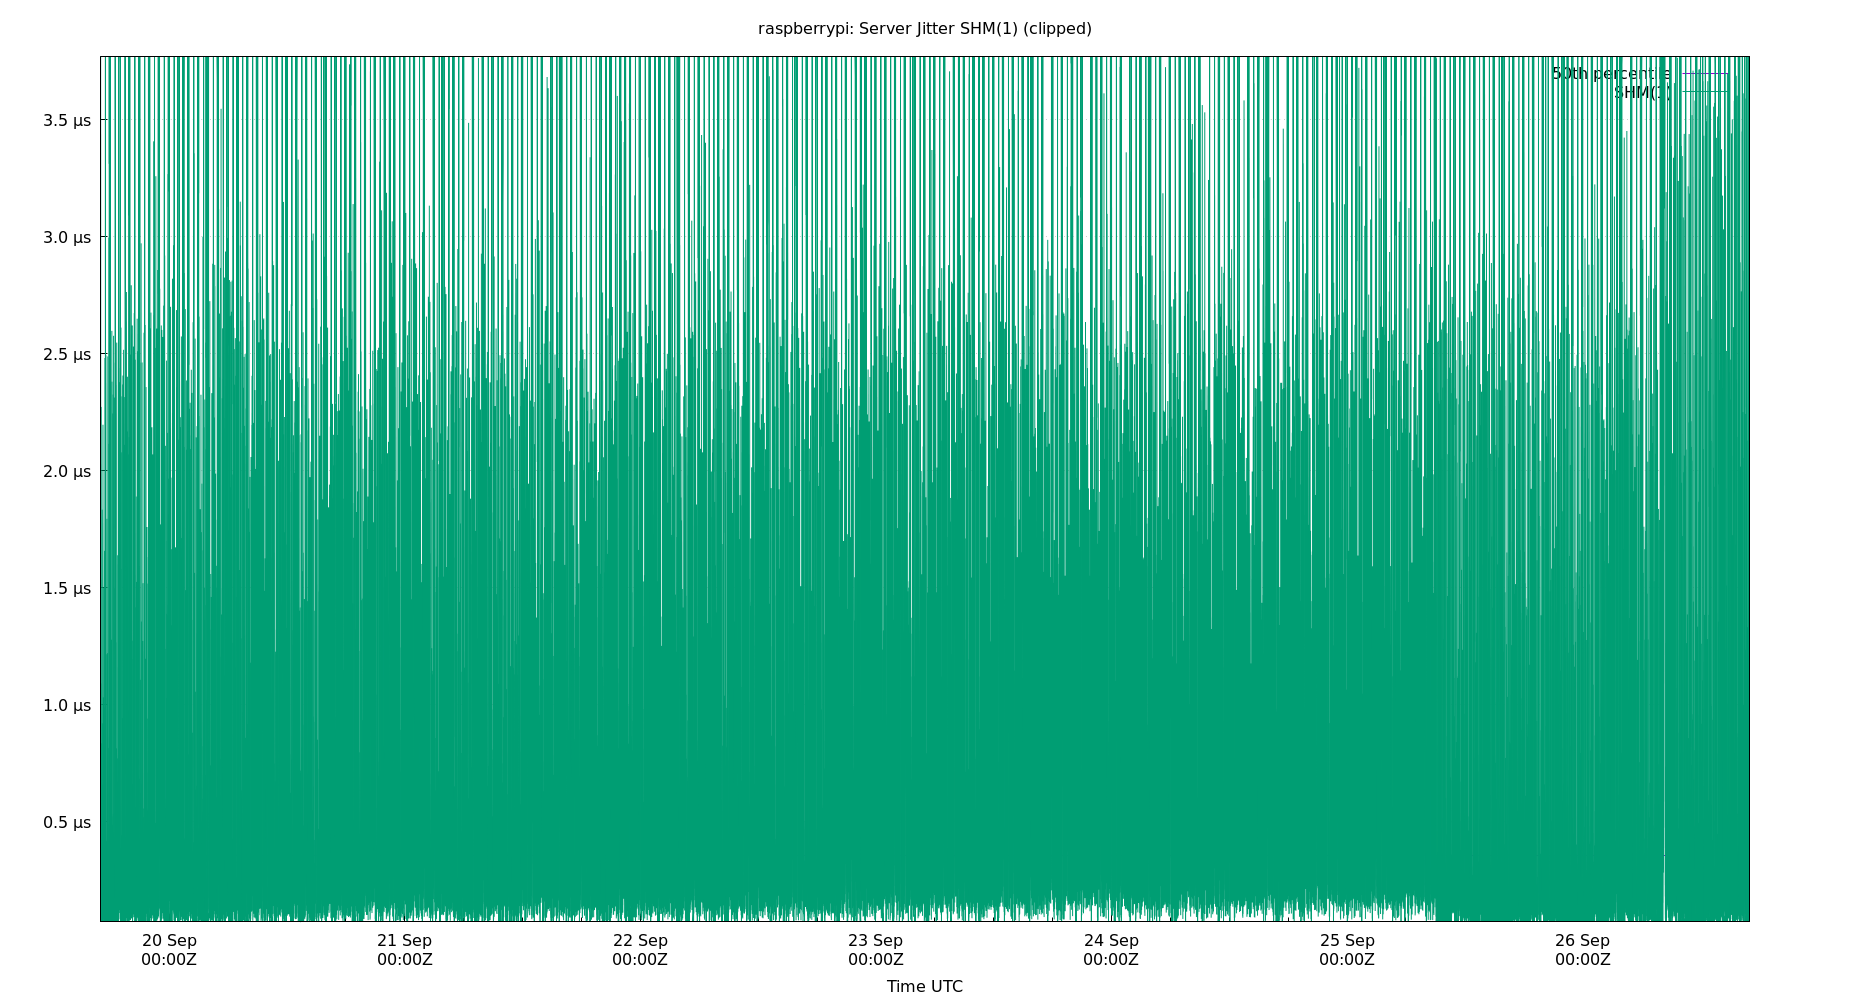 raspberrypi: Server Jitter SHM(1) (clipped)
50th percentile
SHM(1)
3.5 µs
3.0 µs
2.5 µs
2.0 µs
1.5 µs
1.0 µs
0.5 µs
20 Sep 21 Sep 22 Sep 23 Sep 24 Sep 25 Sep 26 Sep
00:00Z 00:00Z 00:00Z 00:00Z 00:00Z 00:00Z 00:00Z
Time UTC